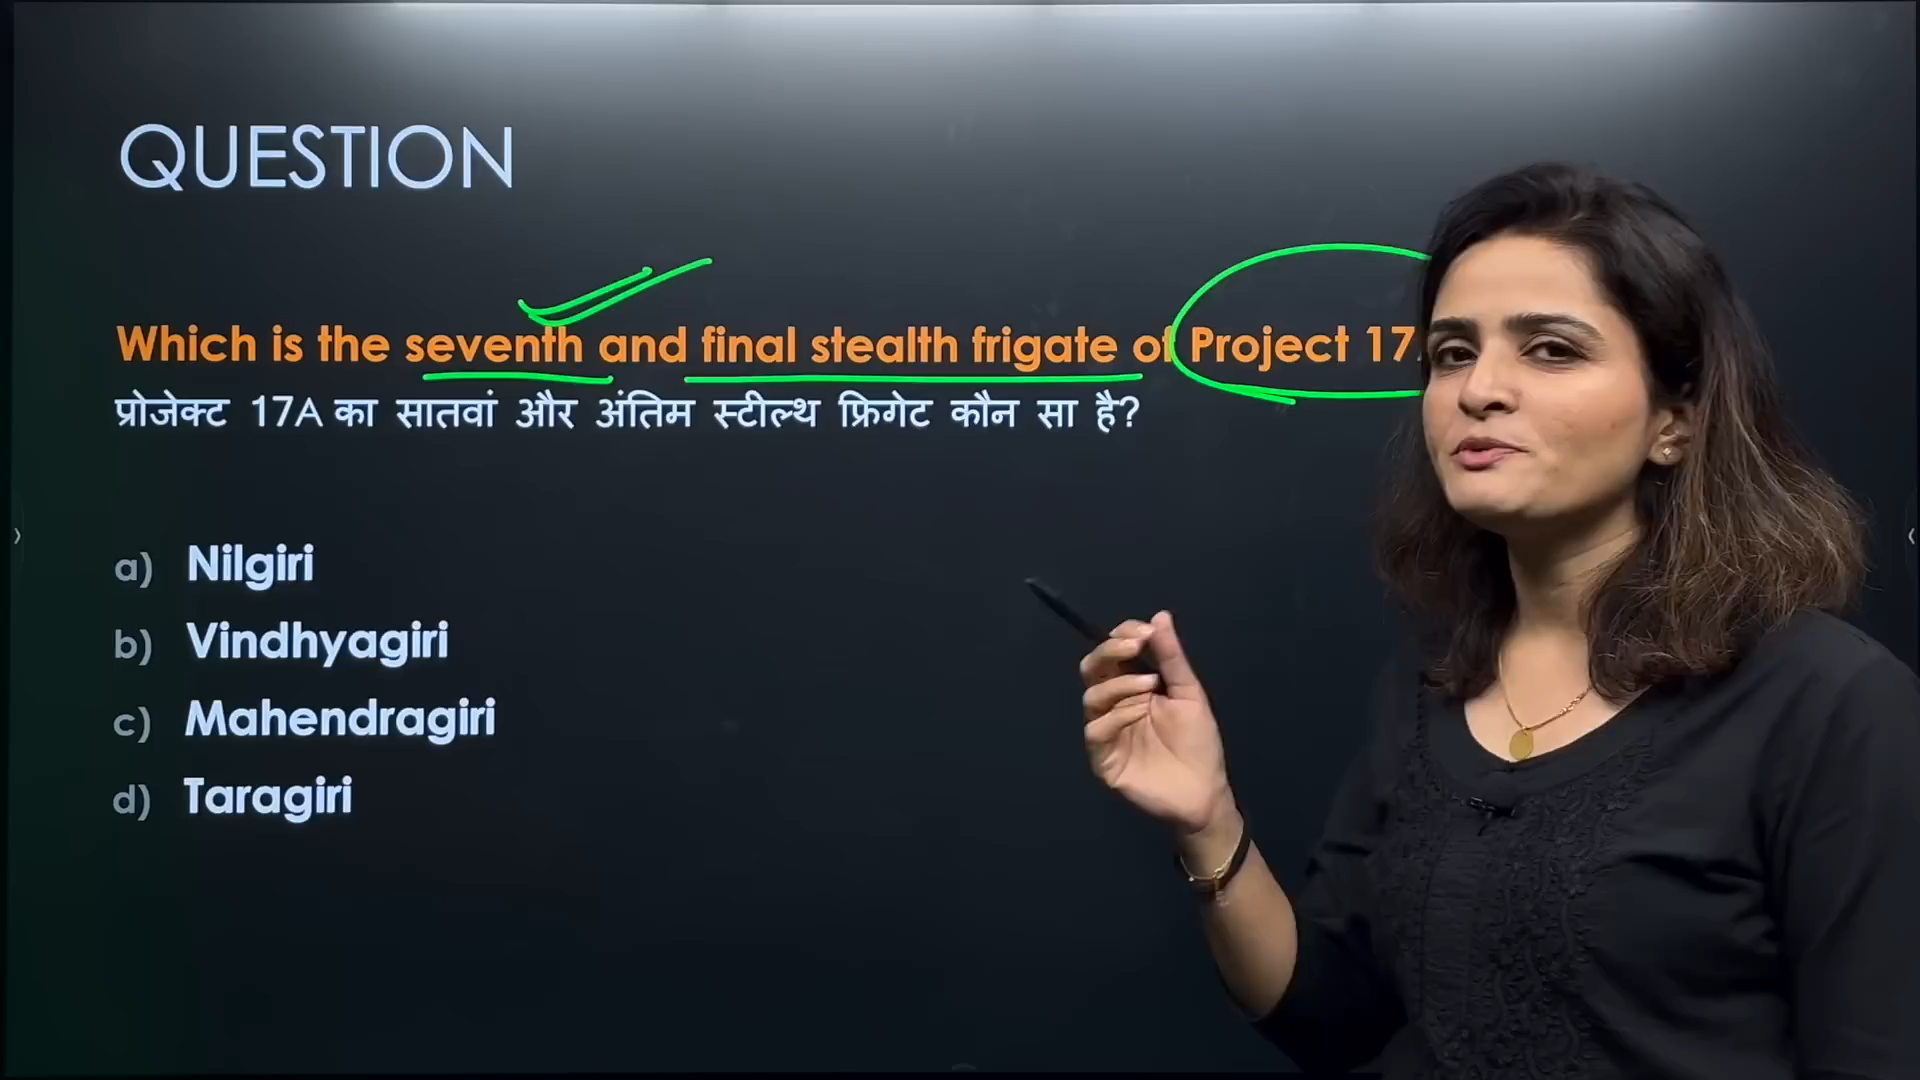 QUESTION
Which is the seventh and final stealth frigate of Project 17
प्रोजेक्ट 17A का सातवां और अंतिम स्टील्थ फ्रिगेट कौन सा है?
a) Nilgiri
b) Vindhyagiri
c) Mahendragiri
d) Taragiri